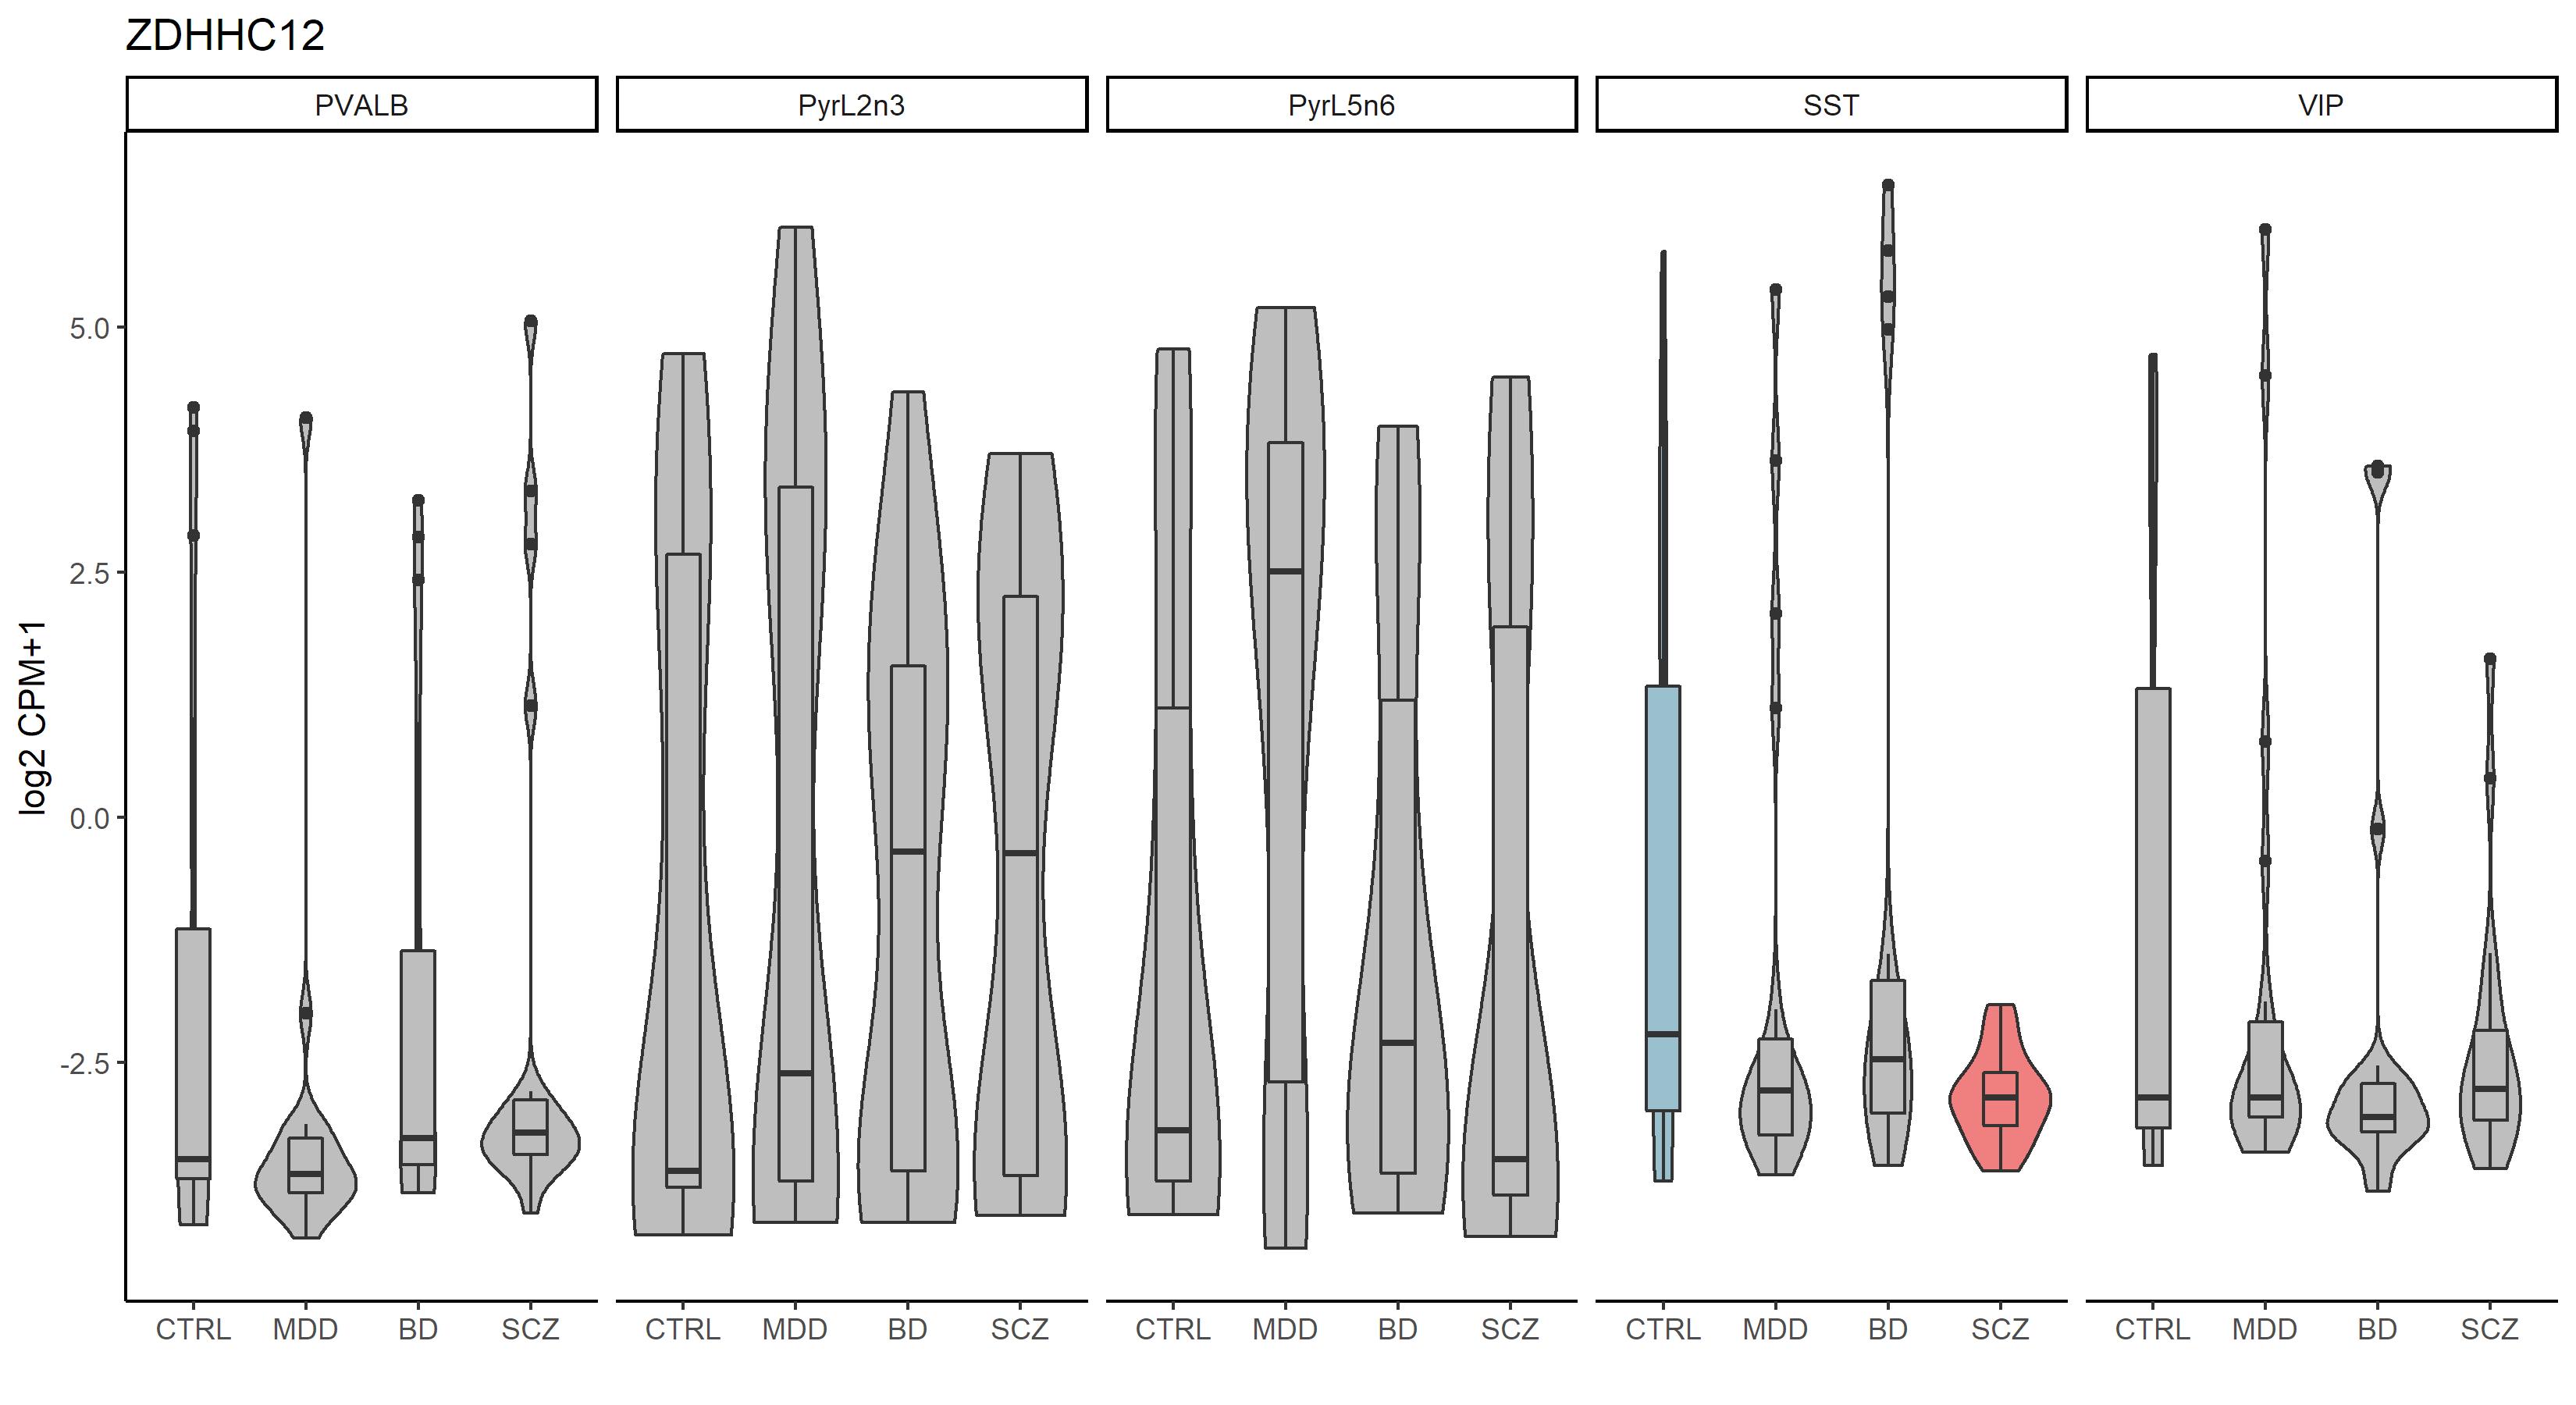 ZDHHC12
PVALB PyrL2n3 PyrL5n6 SST VIP
log2 CPM+1
5.0
2.5
0.0
-2.5
CTRL MDD BD SCZ CTRL MDD BD SCZ CTRL MDD BD SCZ CTRL MDD BD SCZ CTRL MDD BD SCZ